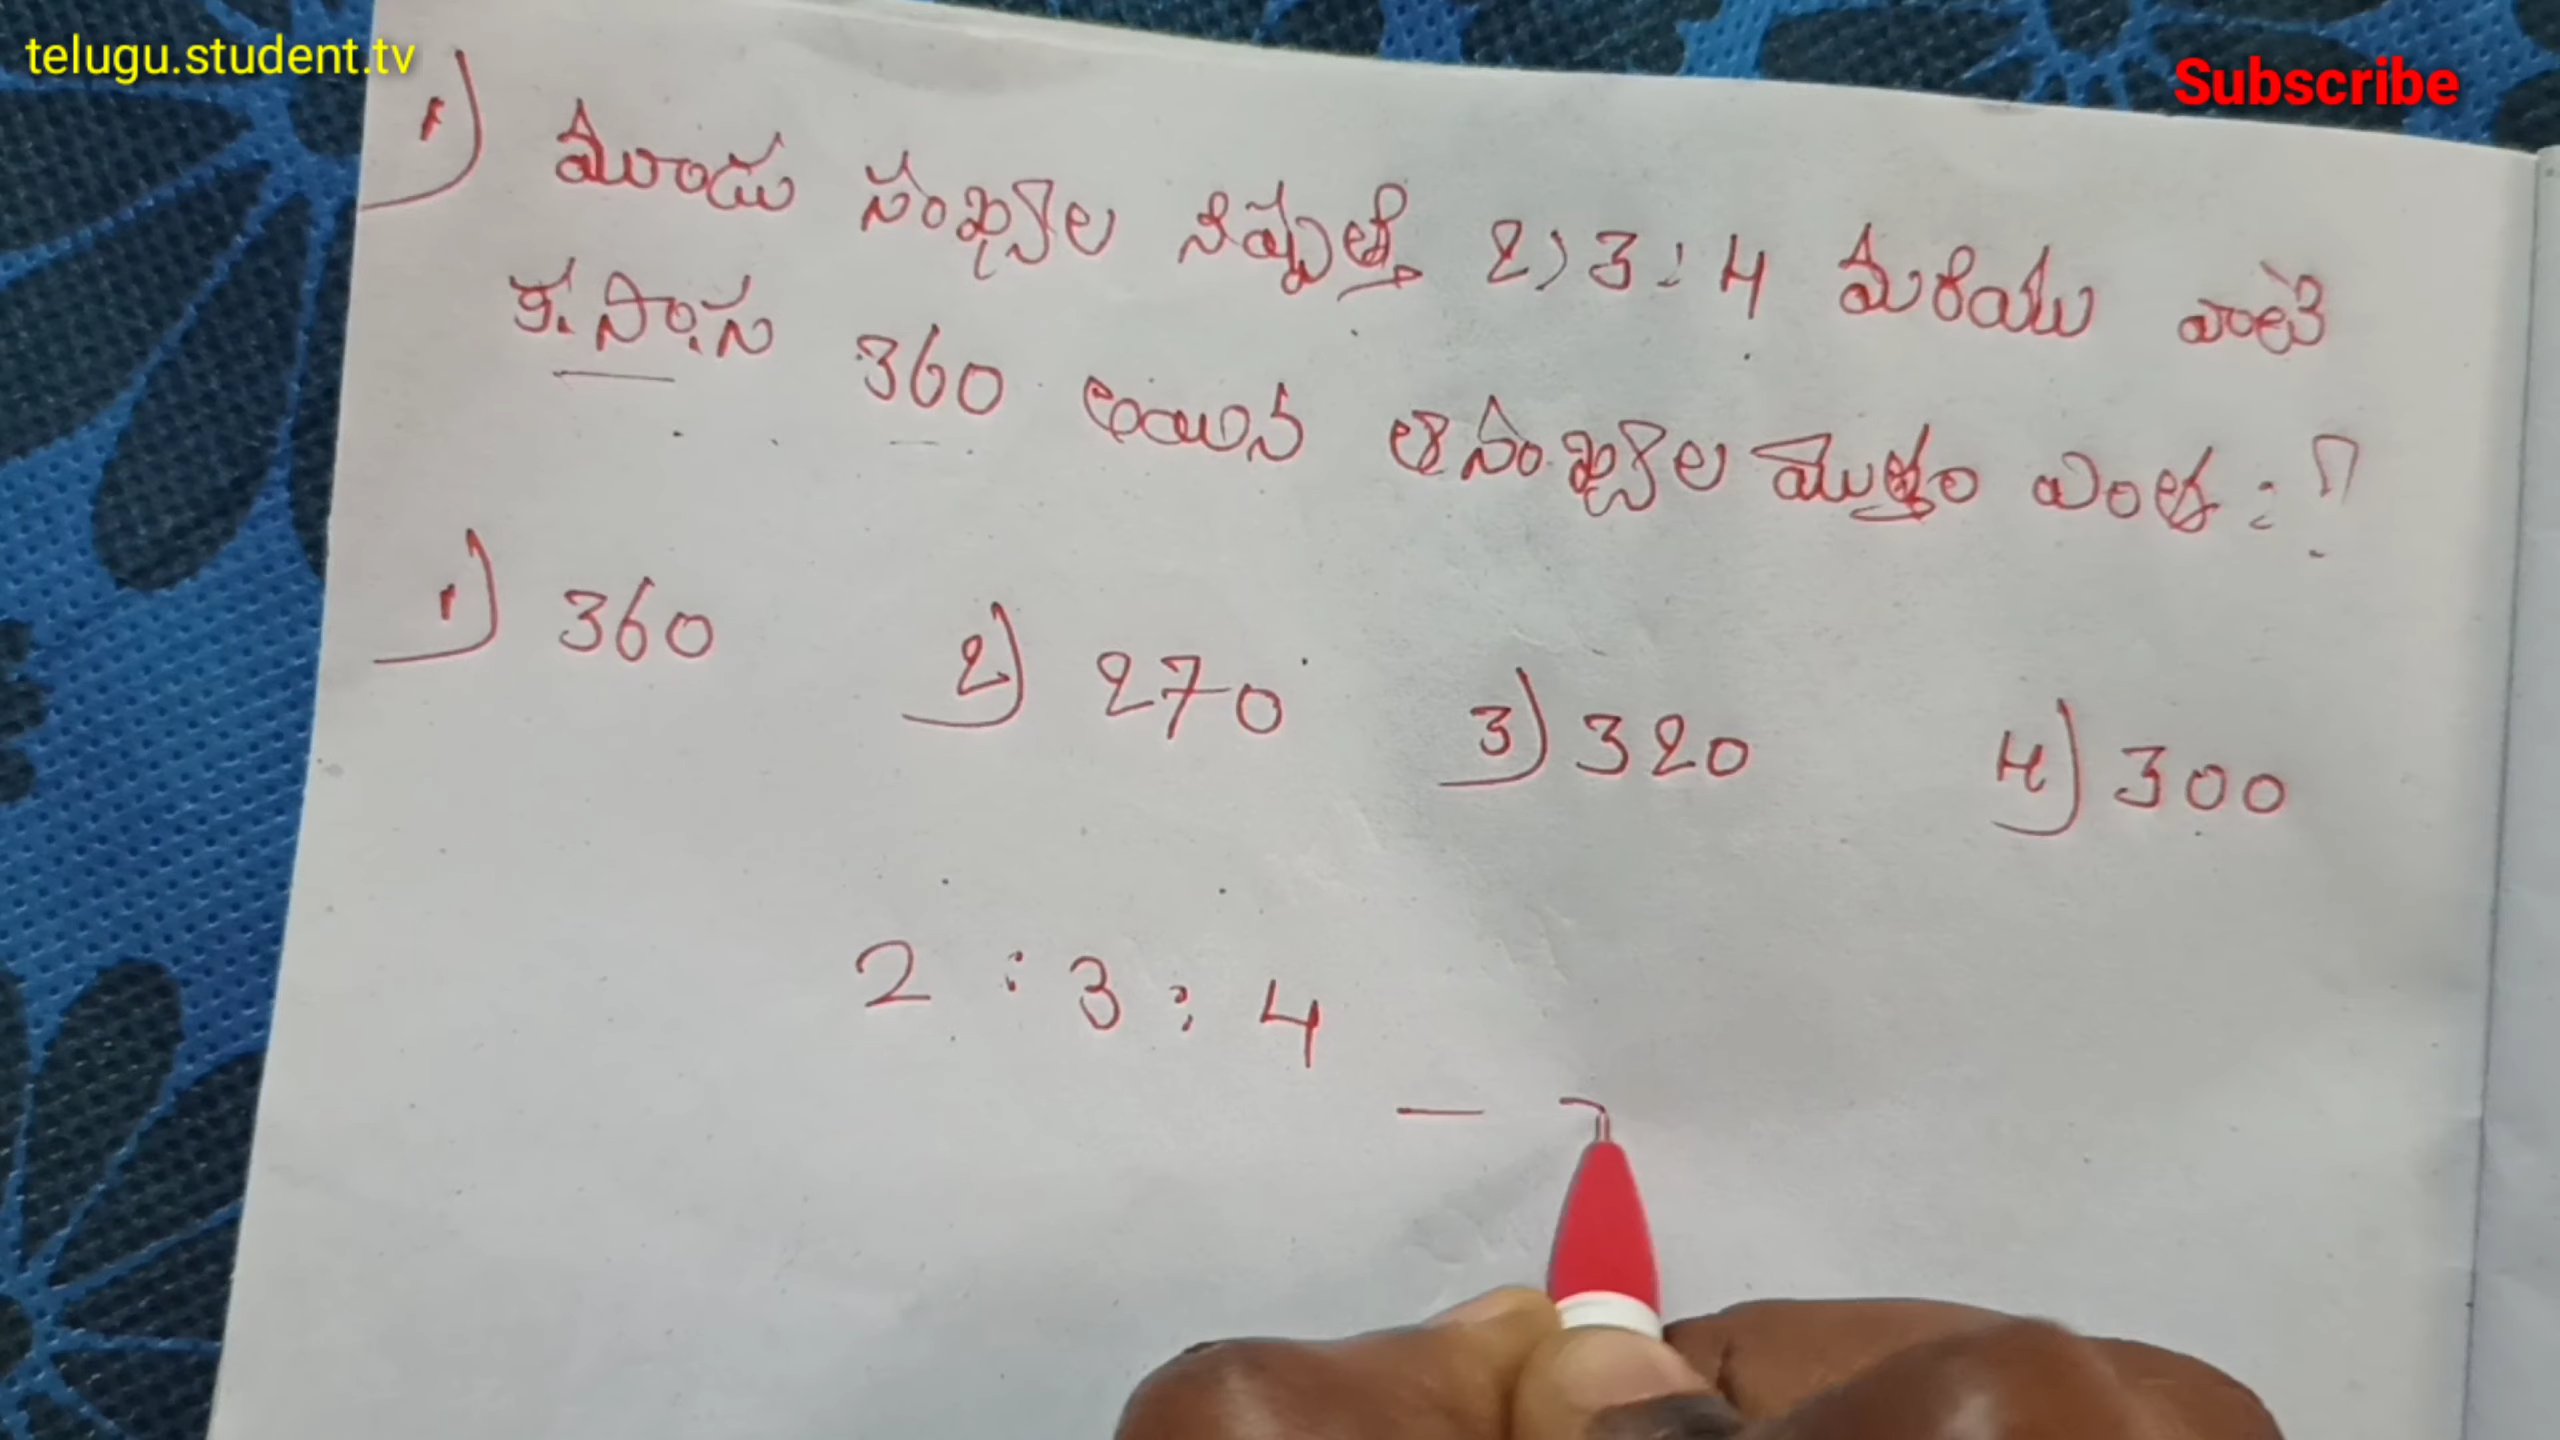 telugu.student.tv
Subscribe
1) మూడు సంఖ్యల నిష్పత్తి 2:3:4 మరియు వాటి
క.సా.గు 360 అయిన ఆ సంఖ్యల మొత్తం ఎంత:?
1) 360 2) 270 3) 320 4) 300
2 : 3 : 4